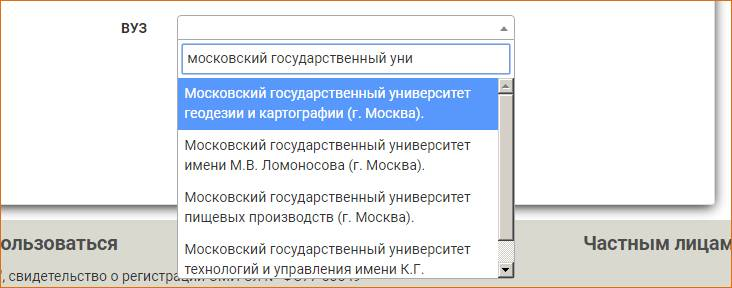 ВУЗ
московский государственный уни
Московский государственный университет
геодезии и картографии (г. Москва).
Московский государственный университет
имени М.В. Ломоносова (г. Москва).
Московский государственный университет
пищевых производств (г. Москва).
Московский государственный университет
технологий и управления имени К.Г.
ользоваться
Частным лицам
свидетельство о регистрации